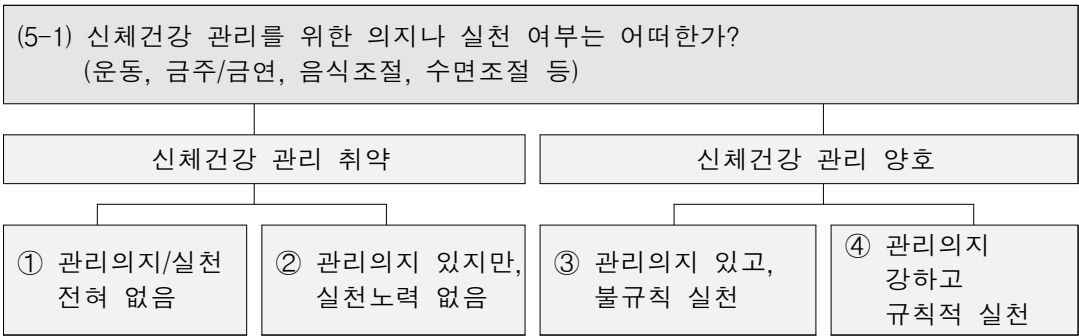 (5-1) 신체건강 관리를 위한 의지나 실천 여부는 어떠한가?
(운동, 금주/금연, 음식조절, 수면조절 등)
신체건강 관리 취약
신체건강 관리 양호
① 관리의지/실천
전혀 없음
② 관리의지 있지만,
실천노력 없음
③ 관리의지 있고,
불규칙 실천
④ 관리의지
강하고
규칙적 실천